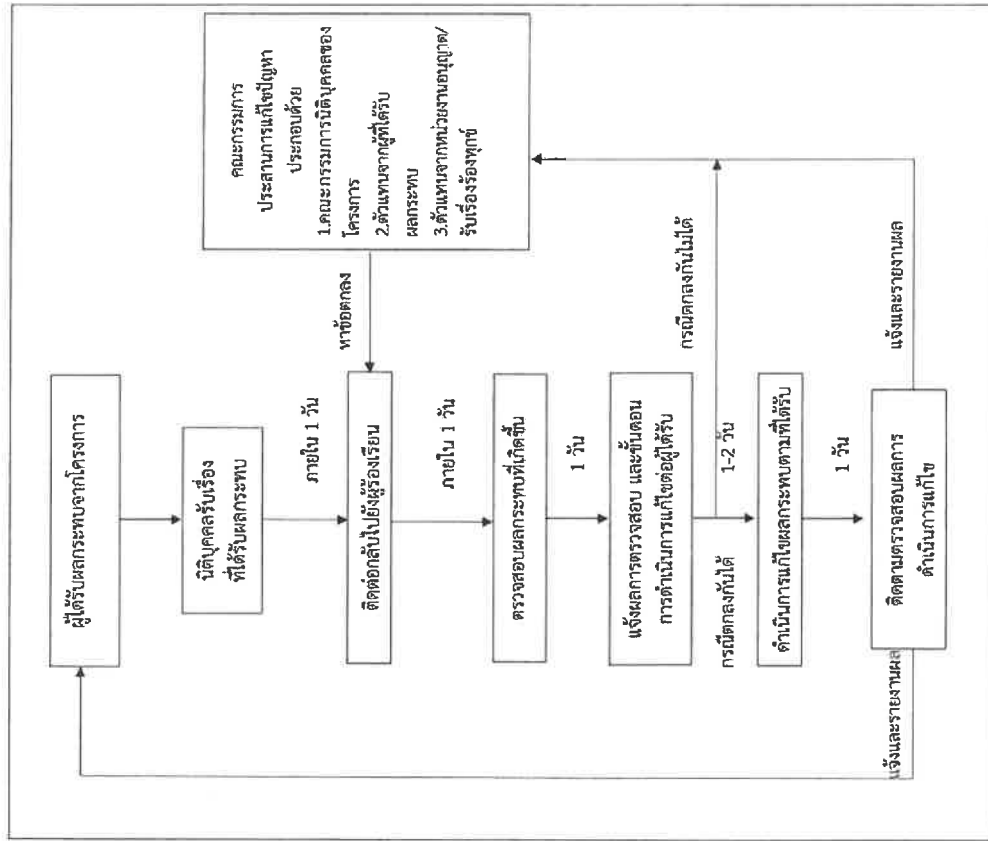 ผู้ได้รับผลกระทบจากโครงการ
นิติบุคคลรับเรื่อง
ที่ได้รับผลกระทบ
ภายใน 1 วัน
ติดต่อกลับไปยังผู้ร้องเรียน
ภายใน 1 วัน
ตรวจสอบผลกระทบที่เกิดขึ้น
1 วัน
แจ้งผลการตรวจสอบ และขั้นตอน
การดำเนินการแก้ไขต่อผู้ได้รับ
กรณีตกลงกันได้
1-2 วัน
กรณีตกลงกันไม่ได้
ดำเนินการแก้ไขผลกระทบตามที่ได้รับ
1 วัน
ติดตามตรวจสอบผลการ
ดำเนินการแก้ไข
แจ้งและรายงานผล
แจ้งและรายงานผล
หาข้อตกลง
คณะกรรมการ
ประสานการแก้ไขปัญหา
ประกอบด้วย
1.คณะกรรมการนิติบุคคลของ
โครงการ
2.ตัวแทนจากผู้ที่ได้รับ
ผลกระทบ
3.ตัวแทนจากหน่วยงานอนุญาต/
รับเรื่องร้องทุกข์